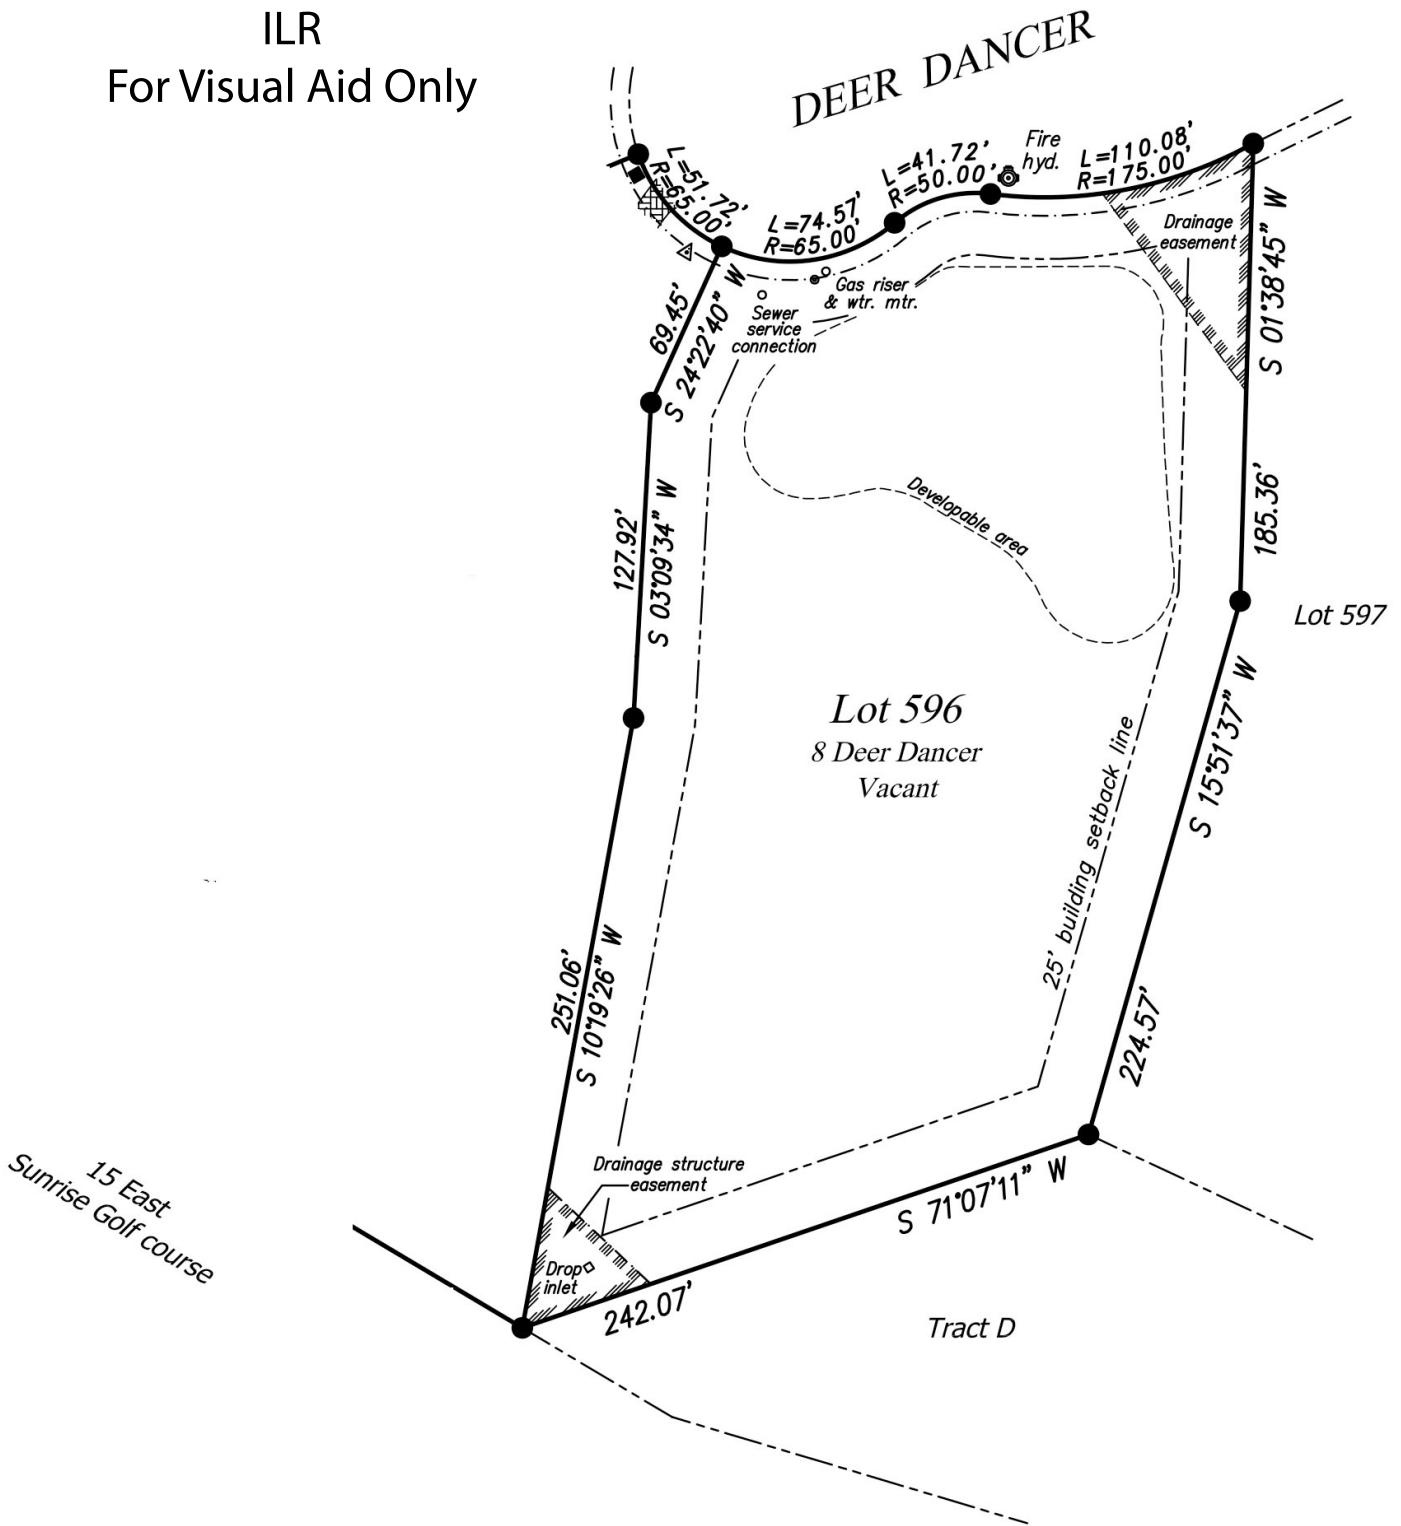 ILR
For Visual Aid Only
DEER DANCER
L=51.72'
R=65.00'
L=74.57'
R=65.00'
L=41.72'
R=50.00'
Fire
hyd.
L=110.08'
R=175.00'
Drainage
easement
S 01°38'45" W
185.36'
Gas riser
& wtr. mtr.
Sewer
service
connection
69.45'
S 24°22'40" W
Developable area
127.92'
S 03°09'34" W
Lot 597
Lot 596
8 Deer Dancer
Vacant
S 15°51'37" W
224.57'
25' building setback line
251.06'
S 10°19'26" W
Drainage structure
easement
Drop
inlet
S 71°07'11" W
242.07'
15 East
Sunrise Golf course
Tract D